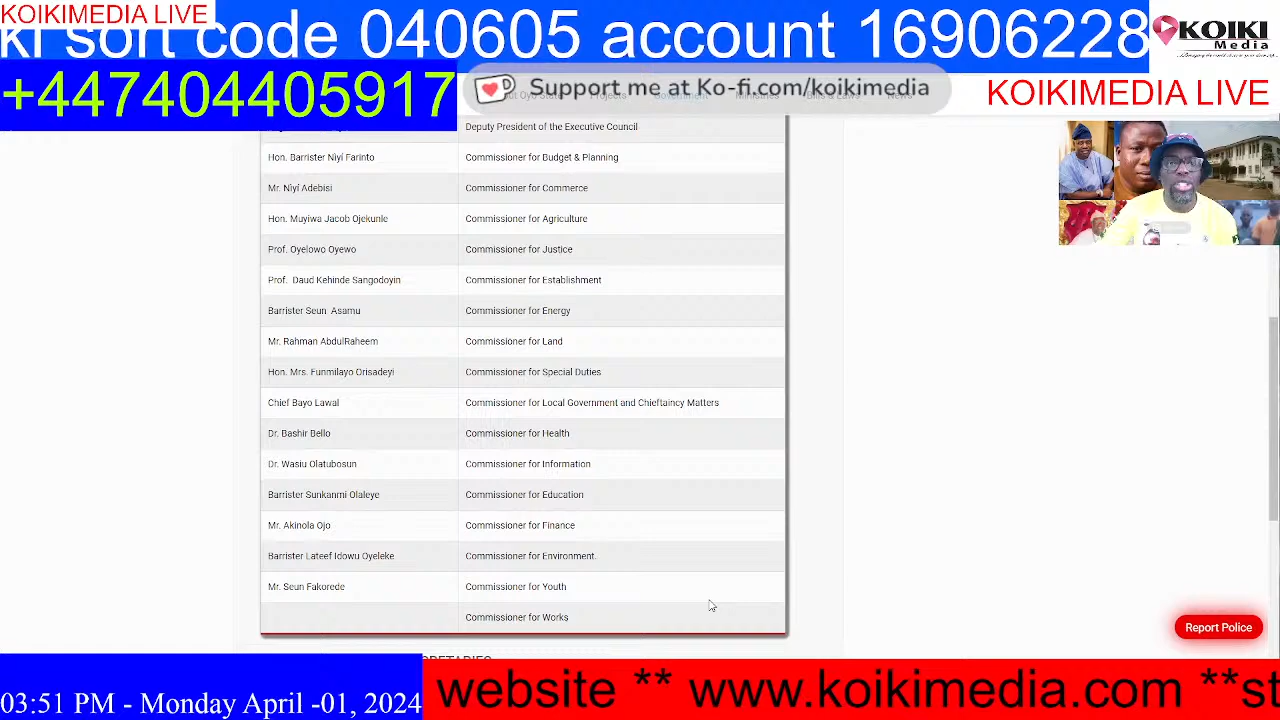 KOIKIMEDIA LIVE
ki sort code 040605 account 16906228
KOIKI
Media
+447404405917
Support me at Ko-fi.com/koikimedia
KOIKIMEDIA LIVE
Deputy President of the Executive Council
Hon. Barrister Niyi Farinto Commissioner for Budget & Planning
Mr. Niyi Adebisi Commissioner for Commerce
Hon. Muyiwa Jacob Ojekunle Commissioner for Agriculture
Prof. Oyelowo Oyewo Commissioner for Justice
Prof. Daud Kehinde Sangodoyin Commissioner for Establishment
Barrister Seun Asamu Commissioner for Energy
Mr. Rahman AbdulRaheem Commissioner for Land
Hon. Mrs. Funmilayo Orisadeyi Commissioner for Special Duties
Chief Bayo Lawal Commissioner for Local Government and Chieftaincy Matters
Dr. Bashir Bello Commissioner for Health
Dr. Wasiu Olatubosun Commissioner for Information
Barrister Sunkanmi Olaleye Commissioner for Education
Mr. Akinola Ojo Commissioner for Finance
Barrister Lateef Idowu Oyeleke Commissioner for Environment.
Mr. Seun Fakorede Commissioner for Youth
Commissioner for Works
Report Police
03:51 PM - Monday April -01, 2024
website ** www.koikimedia.com **st